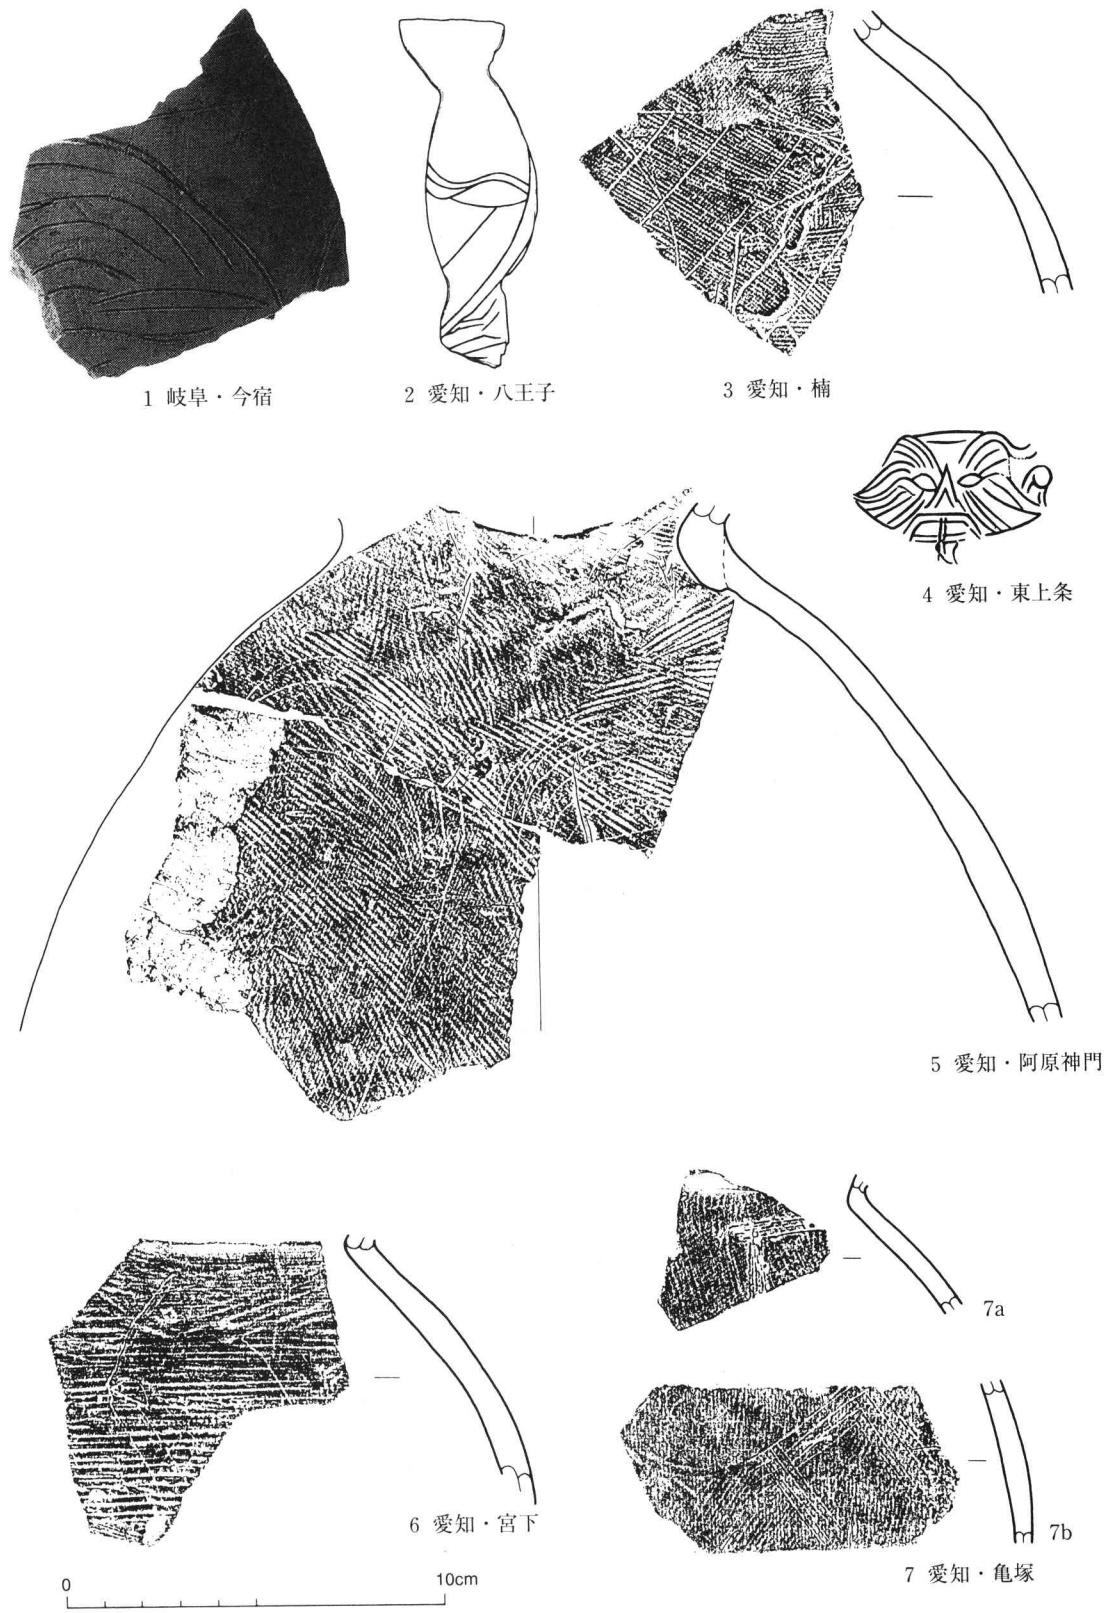 1 岐阜・今宿
2 愛知・八王子
3 愛知・楠
4 愛知・東上条
5 愛知・阿原神門
7a
6 愛知・宮下
7b
7 愛知・亀塚
0 10cm